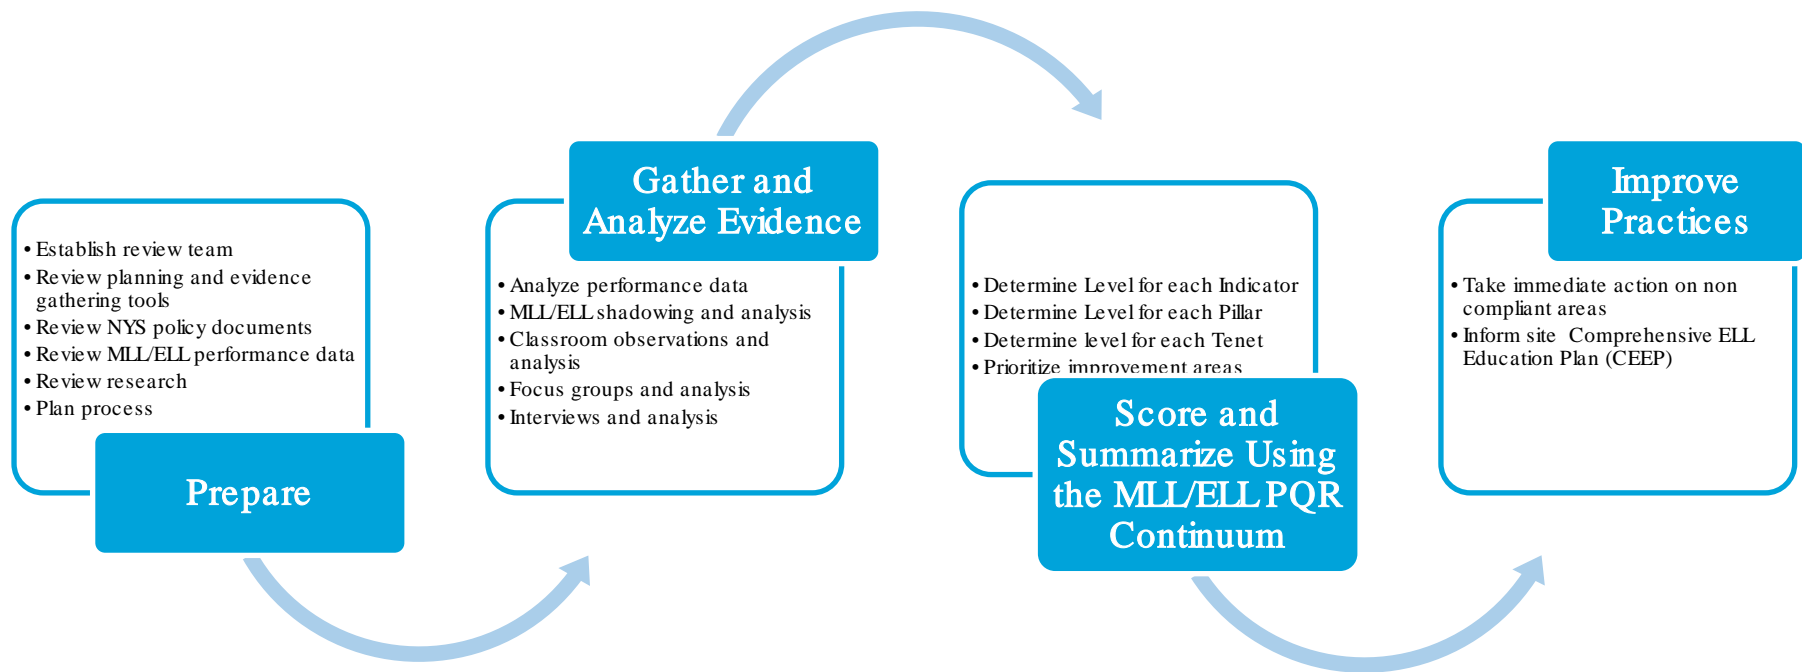 • Establish review team
• Review planning and evidence
gathering tools
• Review NYS policy documents
• Review MLL/ELL performance data
• Review research
• Plan process
Prepare
Gather and
Analyze Evidence
• Analyze performance data
• MLL/ELL shadowing and analysis
• Classroom observations and
analysis
• Focus groups and analysis
• Interviews and analysis
• Determine Level for each Indicator
• Determine Level for each Pillar
• Determine level for each Tenet
• Prioritize improvement areas
Score and
Summarize Using
the MLL/ELL PQR
Continuum
Improve
Practices
• Take immediate action on non
compliant areas
• Inform site Comprehensive ELL
Education Plan (CEEP)